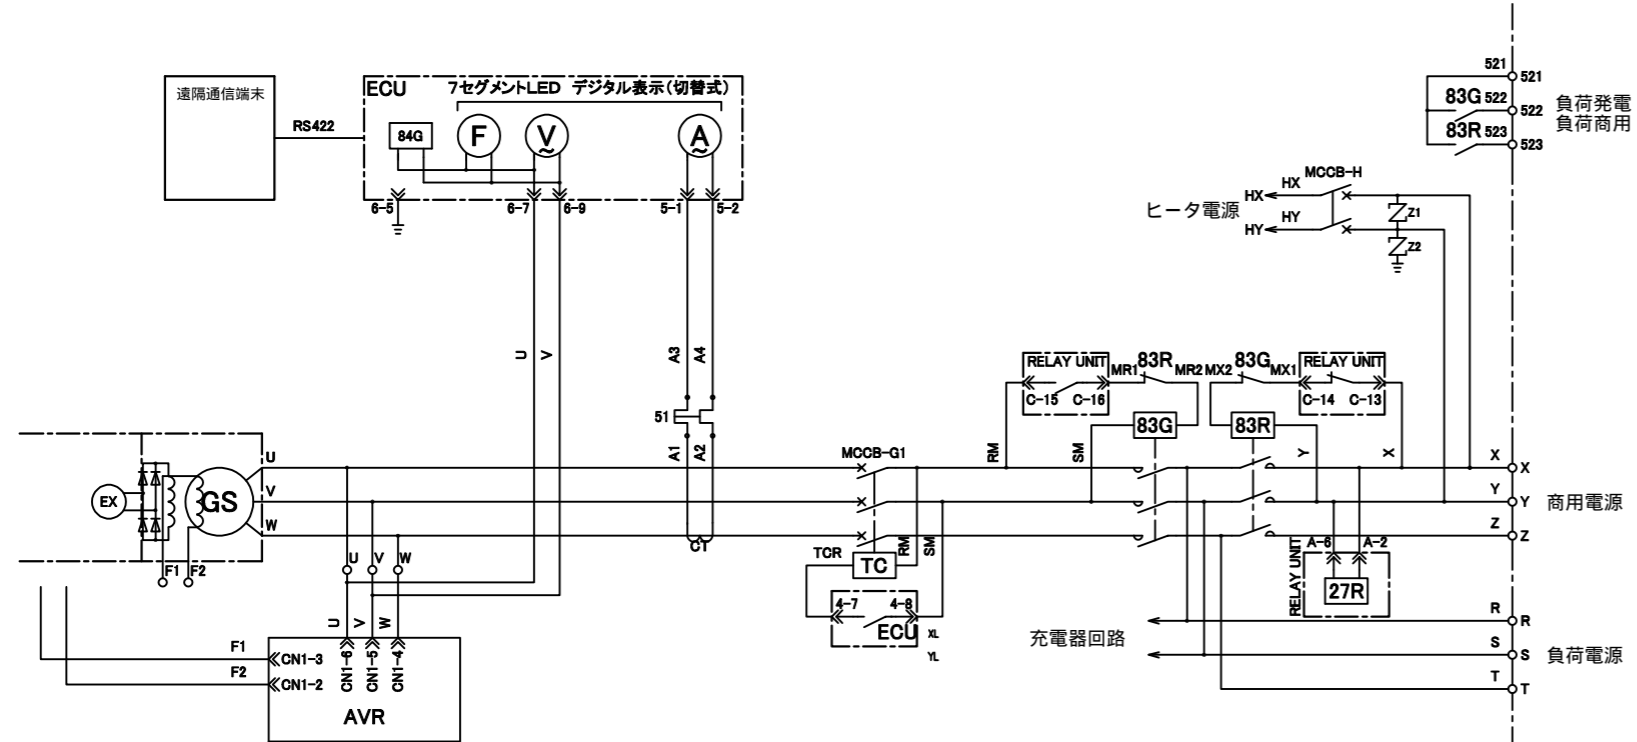 遠隔通信端末
RS422
ECU
7セグメントLED デジタル表示(切替式)
84G
F
V
A
6-5
6-7
6-9
5-1
5-2
521
521
83G
522
522
83R
523
523
負荷発電
負荷商用
MCCB-H
HX
HX
ヒータ電源
HY
HY
Z1
Z2
U
V
A3
A4
51
A1
A2
CT
RELAY UNIT
C-15
C-16
MR1
83R
MR2
MX2
83G
MX1
RELAY UNIT
C-14
C-13
83G
83R
RM
SM
Y
X
MCCB-G1
EX
GS
U
V
W
F1
F2
U
V
W
U
V
W
TCR
TC
RM
SM
4-7
4-8
ECU
XL
YL
X
X
Y
Y
Z
Z
商用電源
RELAY UNIT
A-6
A-2
27R
充電器回路
R
R
S
S
負荷電源
T
T
F1
F2
CN1-3
CN1-2
CN1-6
CN1-5
CN1-4
AVR